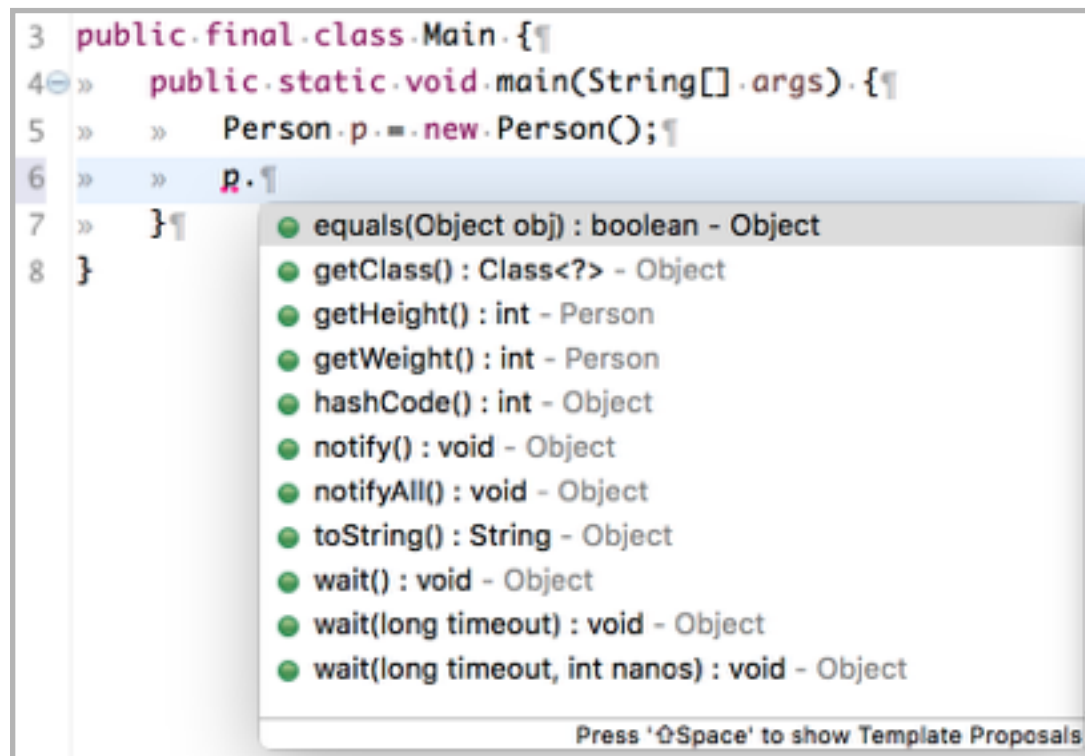 3 public·final·class·Main·{¶
4 » public·static·void·main(String[]·args)·{¶
5 » » Person·p·=·new·Person();¶
6 » » p.¶
7 » }¶
8 }
equals(Object obj) : boolean - Object
getClass() : Class<?> - Object
getHeight() : int - Person
getWeight() : int - Person
hashCode() : int - Object
notify() : void - Object
notifyAll() : void - Object
toString() : String - Object
wait() : void - Object
wait(long timeout) : void - Object
wait(long timeout, int nanos) : void - Object
Press '⇧Space' to show Template Proposals